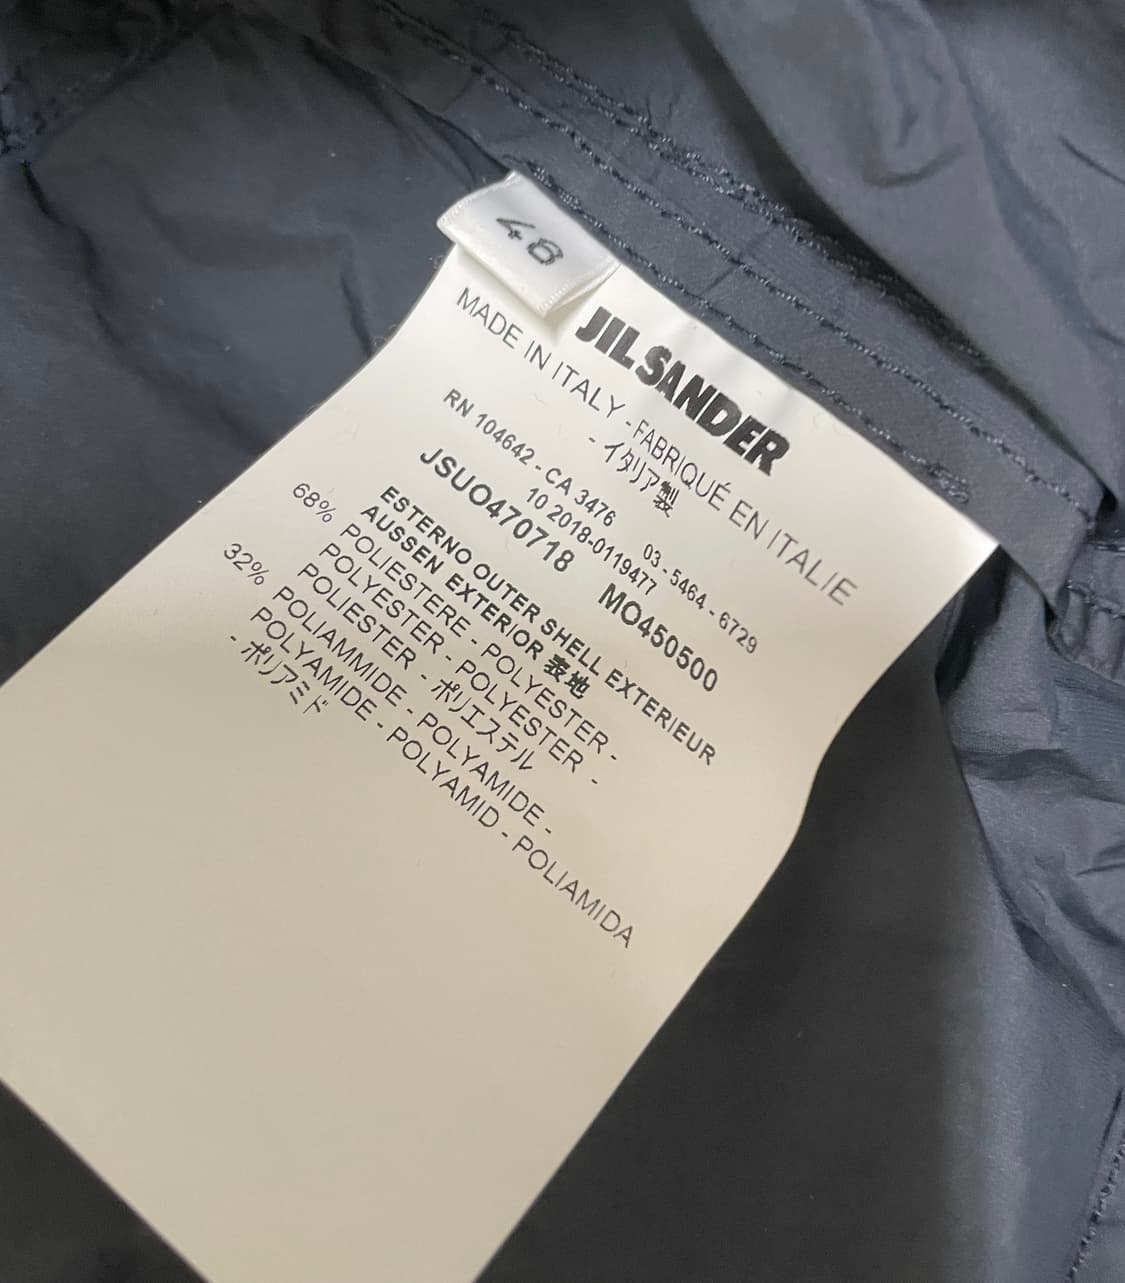 48
JIL SANDER
MADE IN ITALY - FABRIQUÉ EN ITALIE
- イタリア製
RN 104642 - CA 3476 03 - 5464 - 6729
10 2018-0119477
JSUO470718 MO450500
ESTERNO OUTER SHELL EXTERIEUR
AUSSEN EXTERIOR 表地
68% POLIESTERE - POLYESTER -
POLYESTER - POLYESTER -
POLIESTER - ポリエステル
32% POLIAMMIDE - POLYAMIDE -
POLYAMIDE - POLYAMID - POLIAMIDA
- ポリアミド